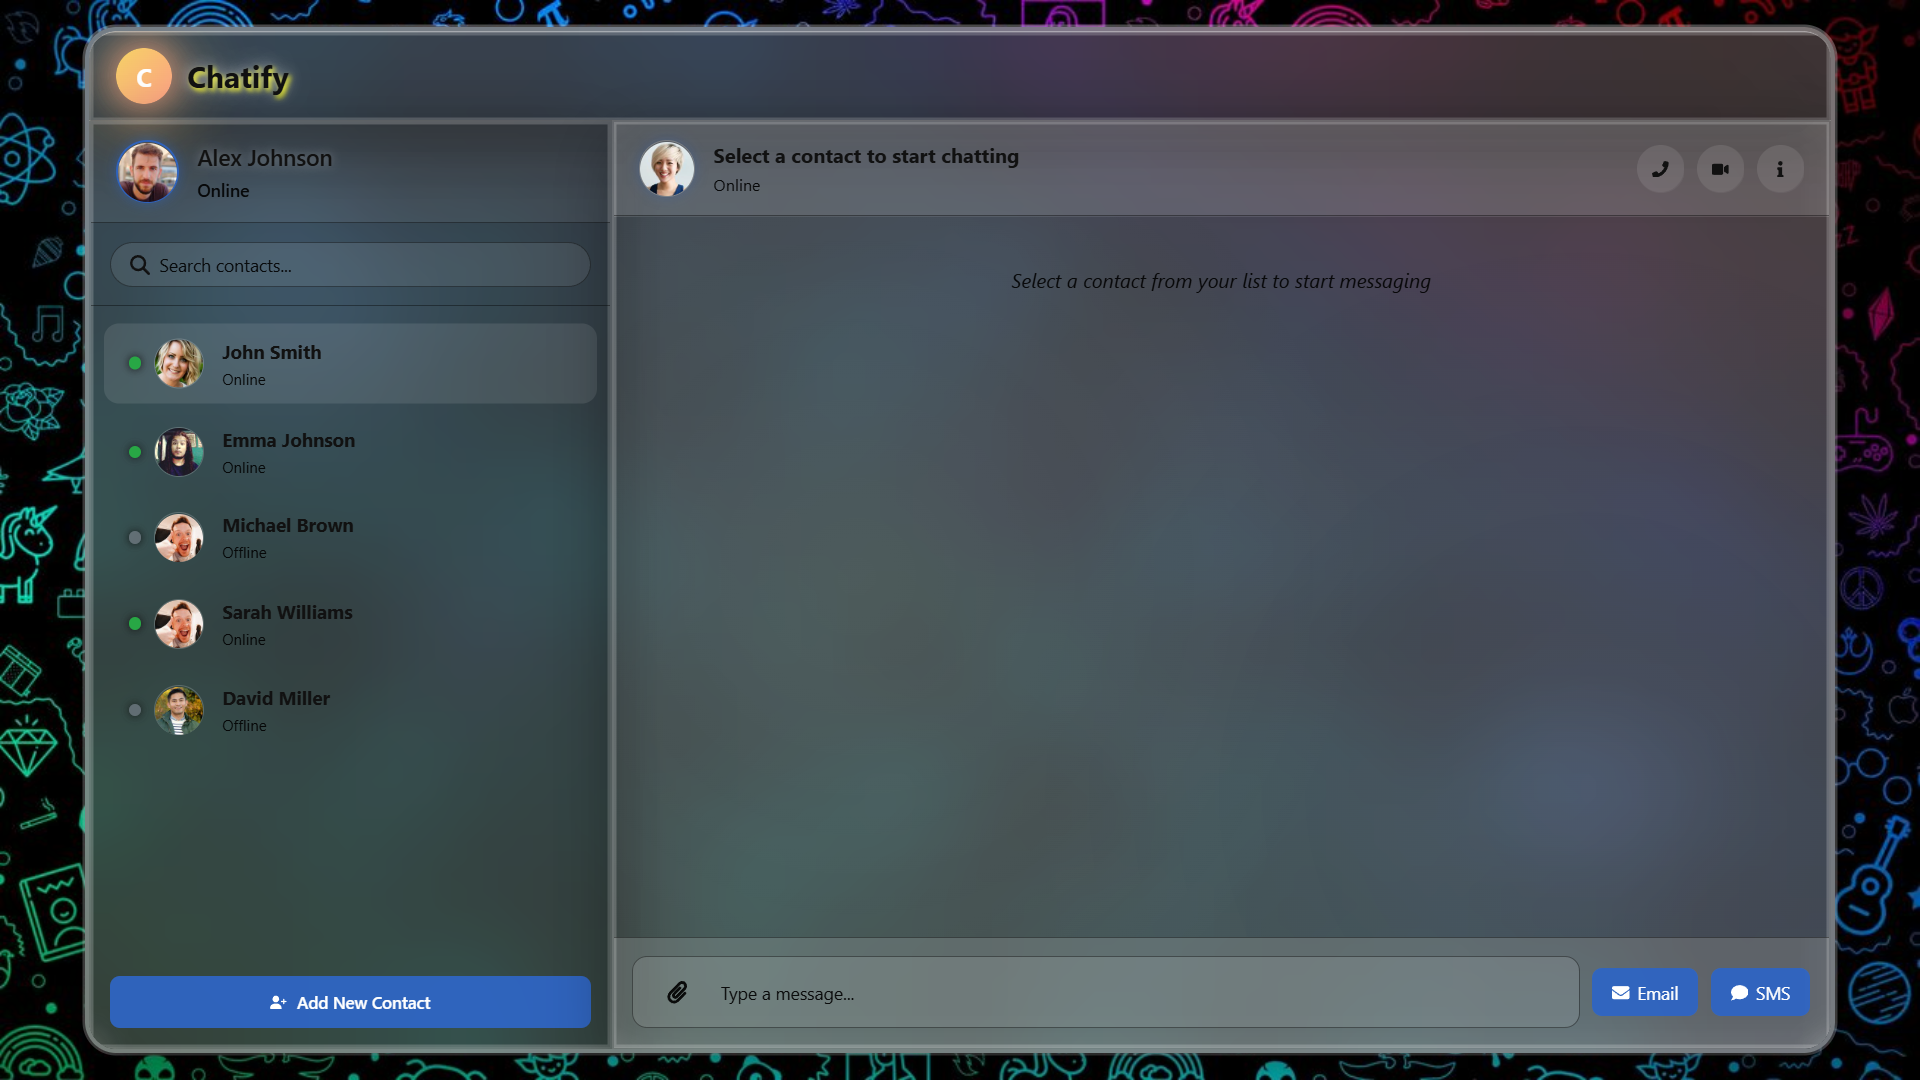 C
Chatify
Alex Johnson
Online
Search contacts...
John Smith
Online
Emma Johnson
Online
Michael Brown
Offline
Sarah Williams
Online
David Miller
Offline
Add New Contact
Select a contact to start chatting
Online
Select a contact from your list to start messaging
Type a message...
Email
SMS